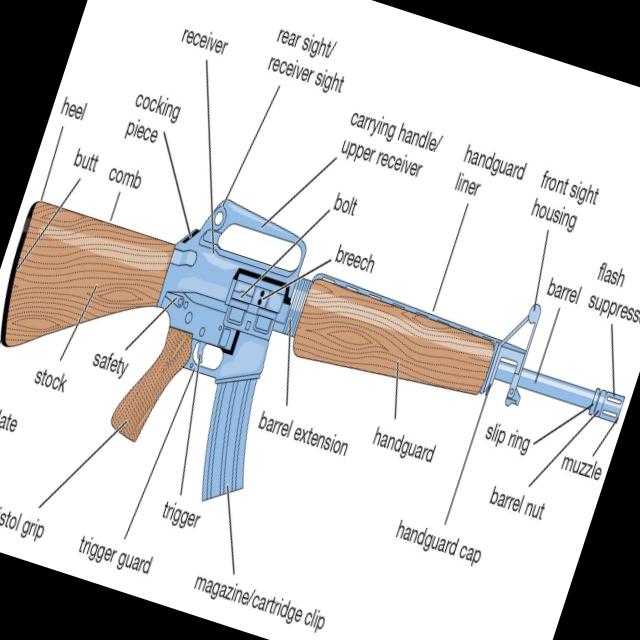 receiver
rear sight/
receiver sight
cocking
piece
heel
butt
comb
carrying handle/
upper receiver
handguard
liner
front sight
housing
bolt
breech
barrel
flash
suppress
safety
stock
barrel extension
handguard
slip ring
muzzle
barrel nut
handguard cap
late
istol grip
trigger
trigger guard
magazine/cartridge clip